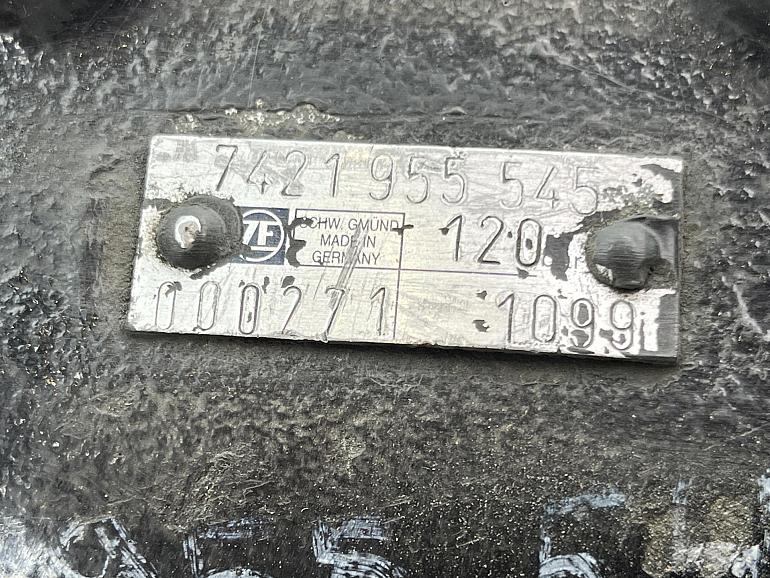 7421 955 545
ZF SCHW. GMÜND 120
MADE IN
GERMANY
000271 1099